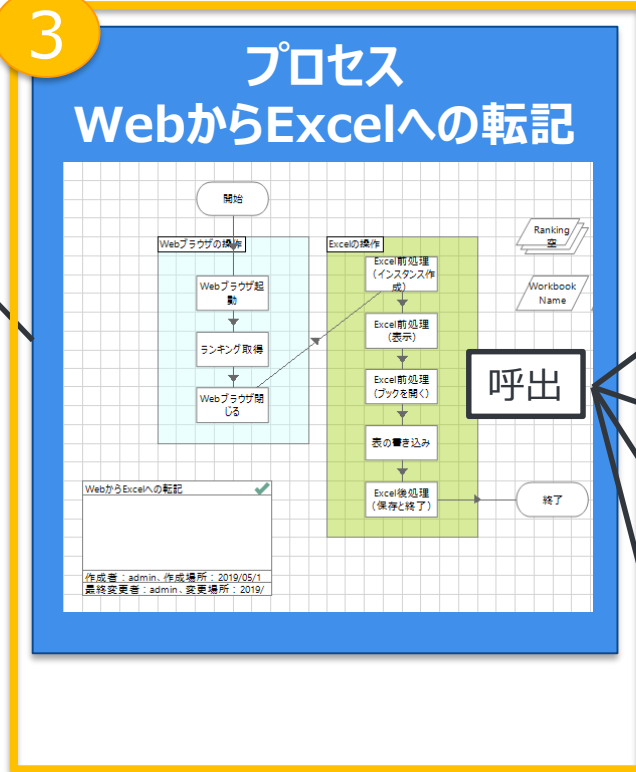 3
プロセス
WebからExcelへの転記
開始
Webブラウザの操作
Webブラウザ起
動
ランキング取得
Webブラウザ閉
じる
Excelの操作
Excel前処理
(インスタンス作
成)
Excel前処理
(表示)
Excel前処理
(ブックを開く)
表の書き込み
Excel後処理
(保存と終了)
Ranking
空
Workbook
Name
呼出
終了
WebからExcelへの転記
作成者:admin、作成場所:2019/05/1
最終変更者:admin、変更場所:2019/